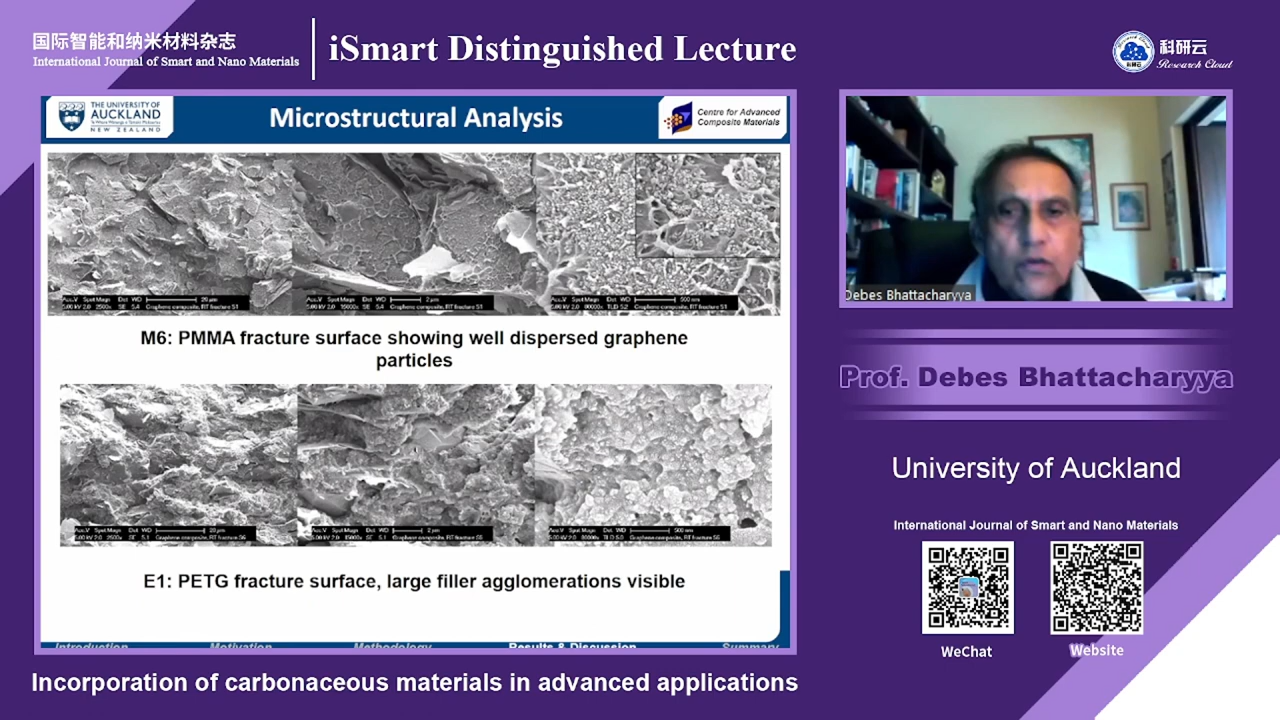 国际智能和纳米材料杂志
International Journal of Smart and Nano Materials
iSmart Distinguished Lecture
科研云
Research Cloud
THE UNIVERSITY OF
AUCKLAND
NEW ZEALAND
Microstructural Analysis
Centre for Advanced
Composite Materials
M6: PMMA fracture surface showing well dispersed graphene
particles
E1: PETG fracture surface, large filler agglomerations visible
Introduction
Motivation
Methodology
Results & Discussion
Summary
Incorporation of carbonaceous materials in advanced applications
Debes Bhattacharyya
Prof. Debes Bhattacharyya
University of Auckland
International Journal of Smart and Nano Materials
WeChat
Website